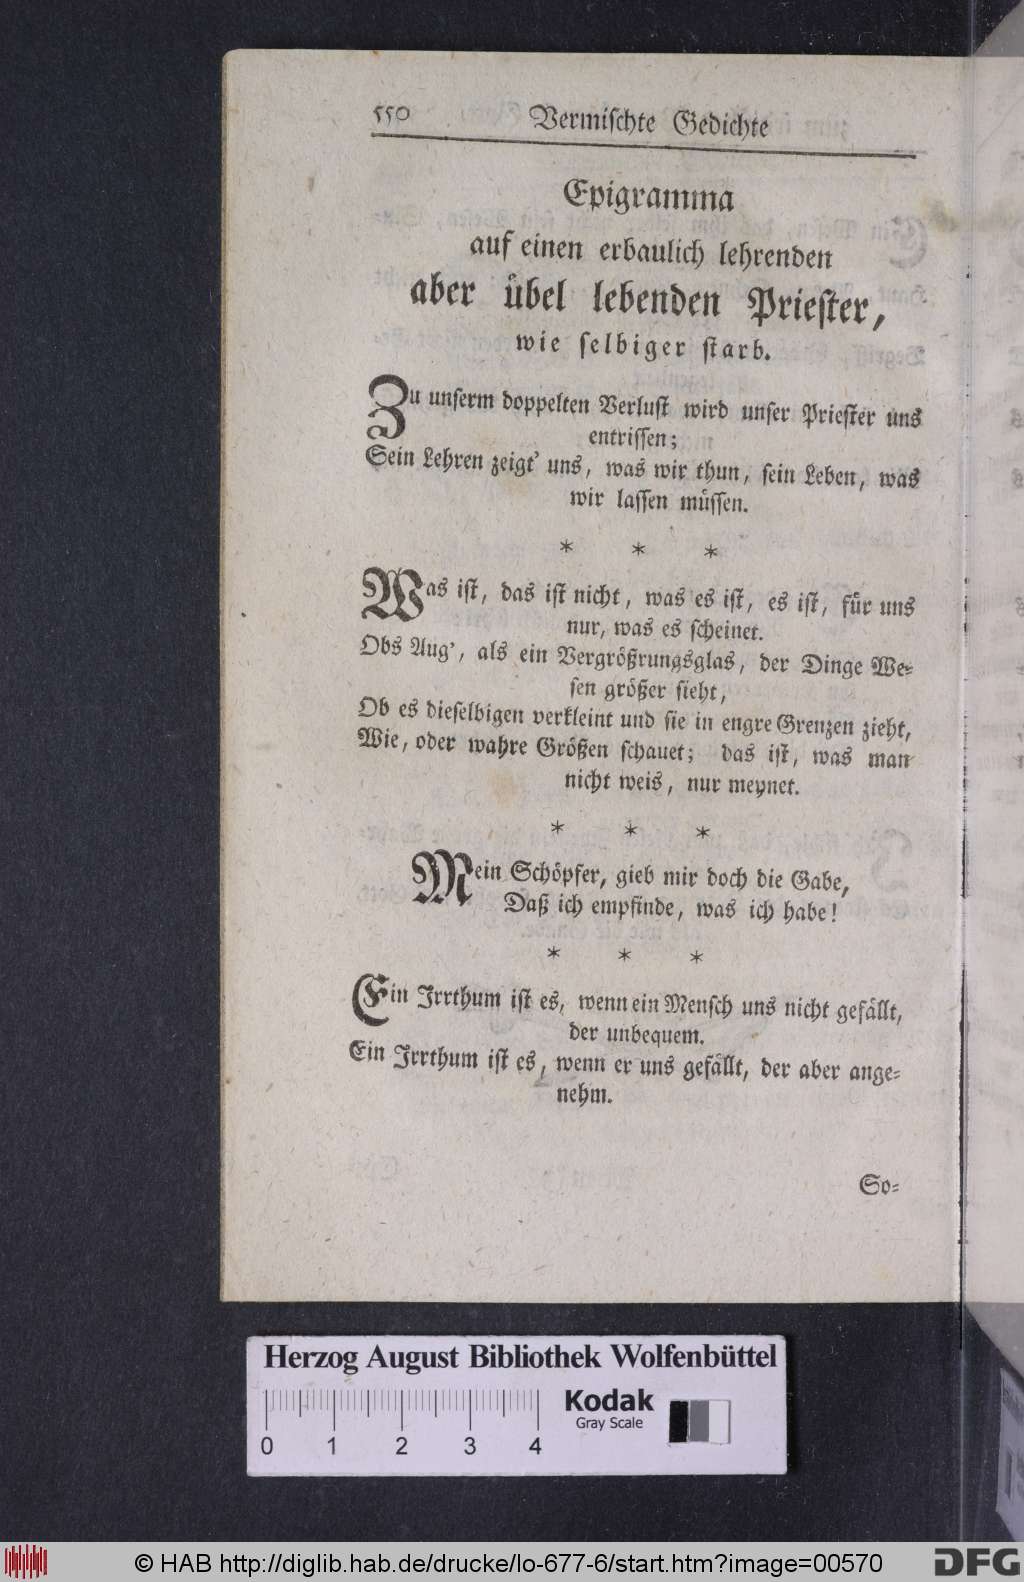 550 Vermischte Gedichte
Epigramma
auf einen erbaulich lehrenden
aber übel lebenden Priester,
wie selbiger starb.
Zu unserm doppelten Verlust wird unser Priester uns
entrissen;
Sein Lehren zeigt' uns, was wir thun, sein Leben, was
wir lassen müssen.
* * *
Was ist, das ist nicht, was es ist, es ist, für uns
nur, was es scheinet.
Obs Aug', als ein Vergrößrungsglas, der Dinge We-
sen größer sieht,
Ob es dieselbigen verkleint und sie in engre Grenzen zieht,
Wie, oder wahre Größen schauet; das ist, was man
nicht weis, nur meynet.
* * *
Mein Schöpfer, gieb mir doch die Gabe,
Daß ich empfinde, was ich habe!
* * *
Ein Irrthum ist es, wenn ein Mensch uns nicht gefällt,
der unbequem.
Ein Irrthum ist es, wenn er uns gefällt, der aber ange-
nehm.
So-
Herzog August Bibliothek Wolfenbüttel
Kodak
Gray Scale
0 1 2 3 4
© HAB http://diglib.hab.de/drucke/lo-677-6/start.htm?image=00570
DFG